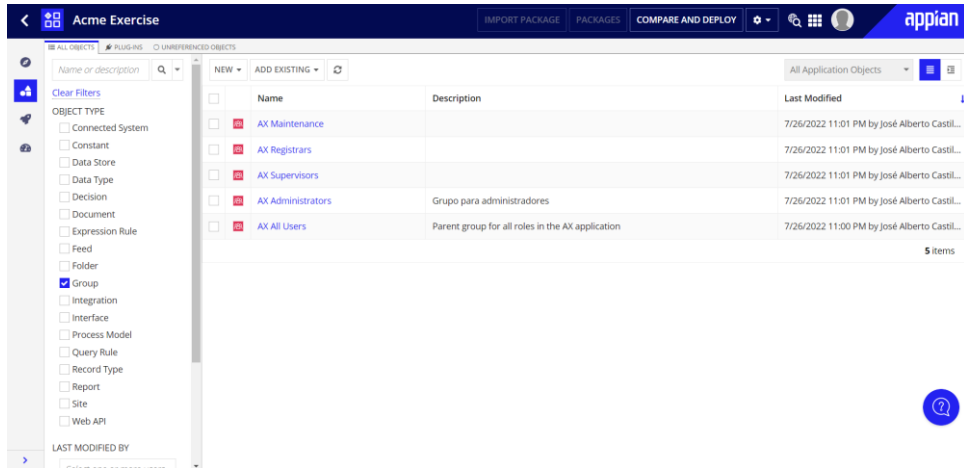 Acme Exercise
IMPORT PACKAGE PACKAGES COMPARE AND DEPLOY
appian
ALL OBJECTS PLUG-INS UNREFERENCED OBJECTS
Name or description
NEW ADD EXISTING
All Application Objects
Clear Filters
OBJECT TYPE
Connected System
Constant
Data Store
Data Type
Decision
Document
Expression Rule
Feed
Folder
Group
Integration
Interface
Process Model
Query Rule
Record Type
Report
Site
Web API
LAST MODIFIED BY
Name Description Last Modified
AX Maintenance 7/26/2022 11:01 PM by José Alberto Castil...
AX Registrars 7/26/2022 11:01 PM by José Alberto Castil...
AX Supervisors 7/26/2022 11:01 PM by José Alberto Castil...
AX Administrators Grupo para administradores 7/26/2022 11:01 PM by José Alberto Castil...
AX All Users Parent group for all roles in the AX application 7/26/2022 11:00 PM by José Alberto Castil...
5 items